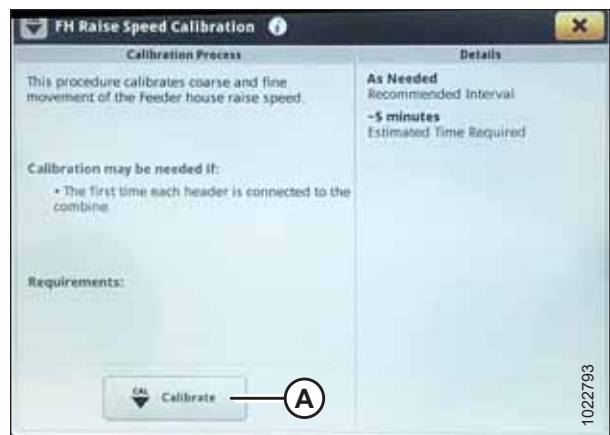 FH Raise Speed Calibration i
Calibration Process
Details
This procedure calibrates coarse and fine
movement of the Feeder house raise speed.
Calibration may be needed if:
• The first time each header is connected to the
combine.
Requirements:
As Needed
Recommended Interval
~5 minutes
Estimated Time Required
CAL Calibrate
A
1022793